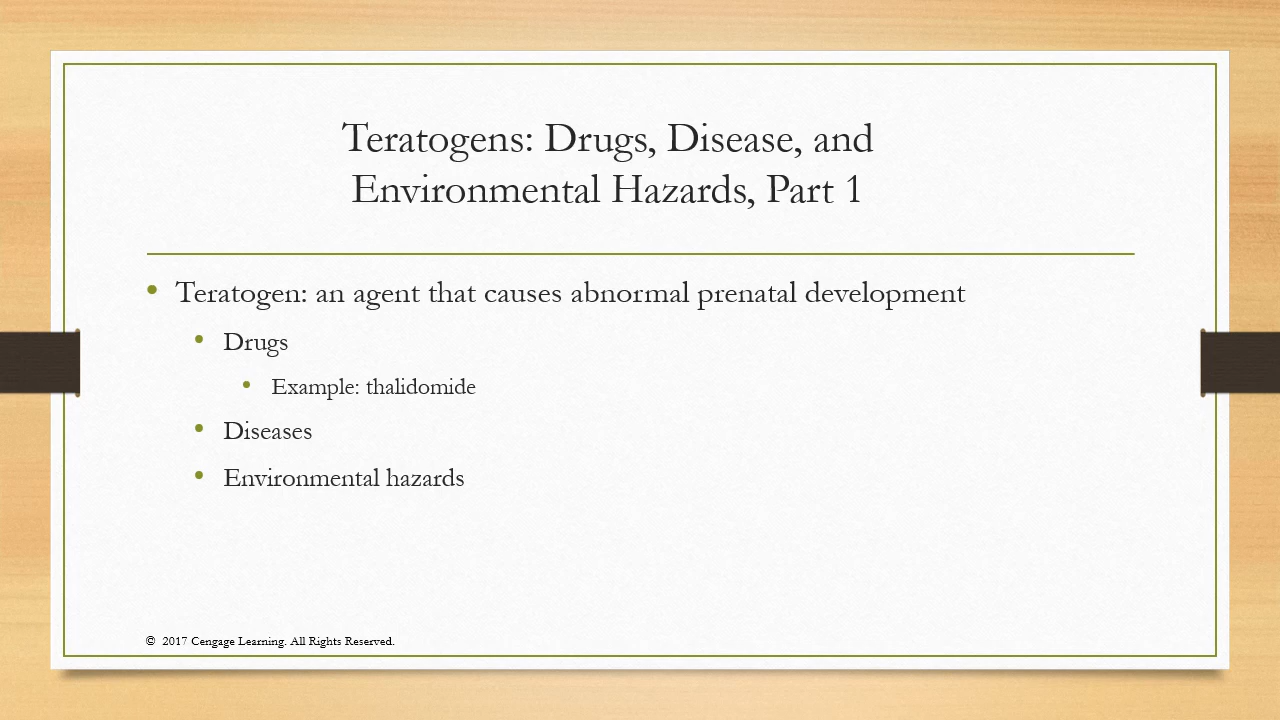 Teratogens: Drugs, Disease, and
Environmental Hazards, Part 1
• Teratogen: an agent that causes abnormal prenatal development
• Drugs
• Example: thalidomide
• Diseases
• Environmental hazards
© 2017 Cengage Learning. All Rights Reserved.